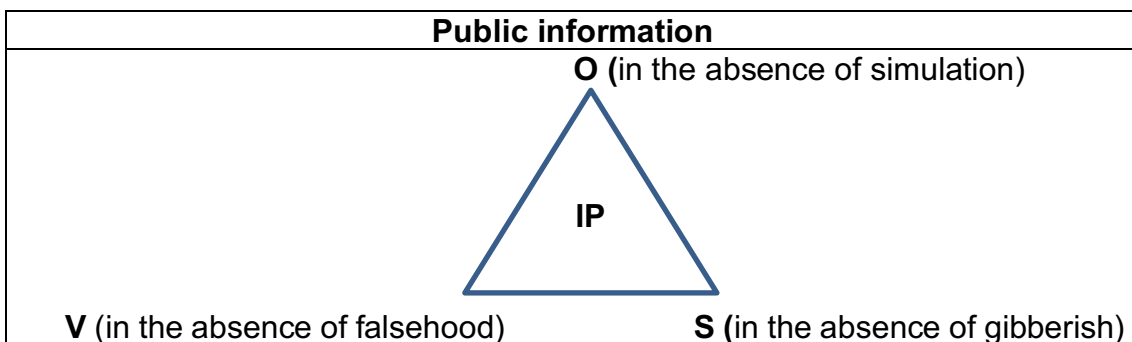 Public information
O (in the absence of simulation)
IP
V (in the absence of falsehood) S (in the absence of gibberish)